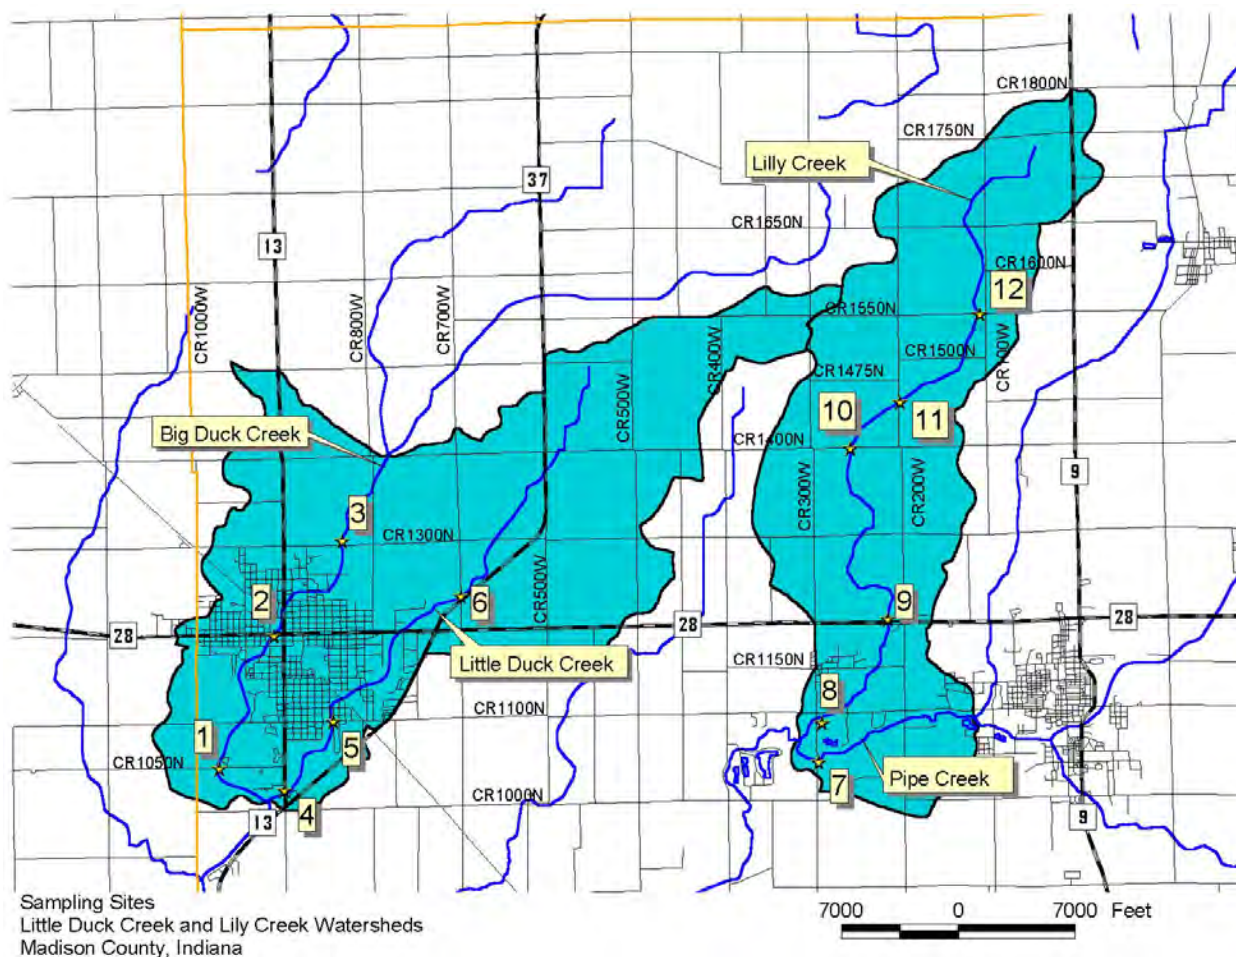 CR1800N
CR1750N
Lilly Creek
37
CR1650N
13
CR1600N
12
CR1000W
CR800W
CR700W
CR1550N
CR400W
CR1500N
CR100W
CR1475N
CR500W
10
11
Big Duck Creek
CR1400N
9
CR300W
CR200W
3
CR1300N
2
6
CR500W
9
28
28
28
Little Duck Creek
CR1150N
8
1
5
CR1100N
CR1050N
Pipe Creek
7
4
CR1000N
13
9
Sampling Sites
Little Duck Creek and Lily Creek Watersheds
Madison County, Indiana
7000 0 7000 Feet